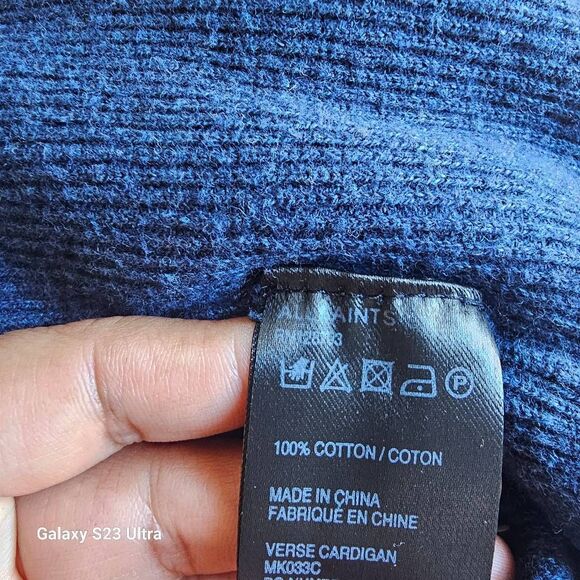 ALLSAINTS
100% COTTON / COTON
MADE IN CHINA
FABRIQUÉ EN CHINE
VERSE CARDIGAN
MK033C
Galaxy S23 Ultra